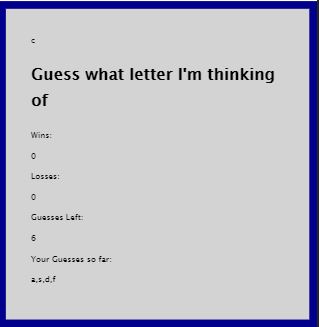 c
Guess what letter I'm thinking
of
Wins:
0
Losses:
0
Guesses Left:
6
Your Guesses so far:
a,s,d,f